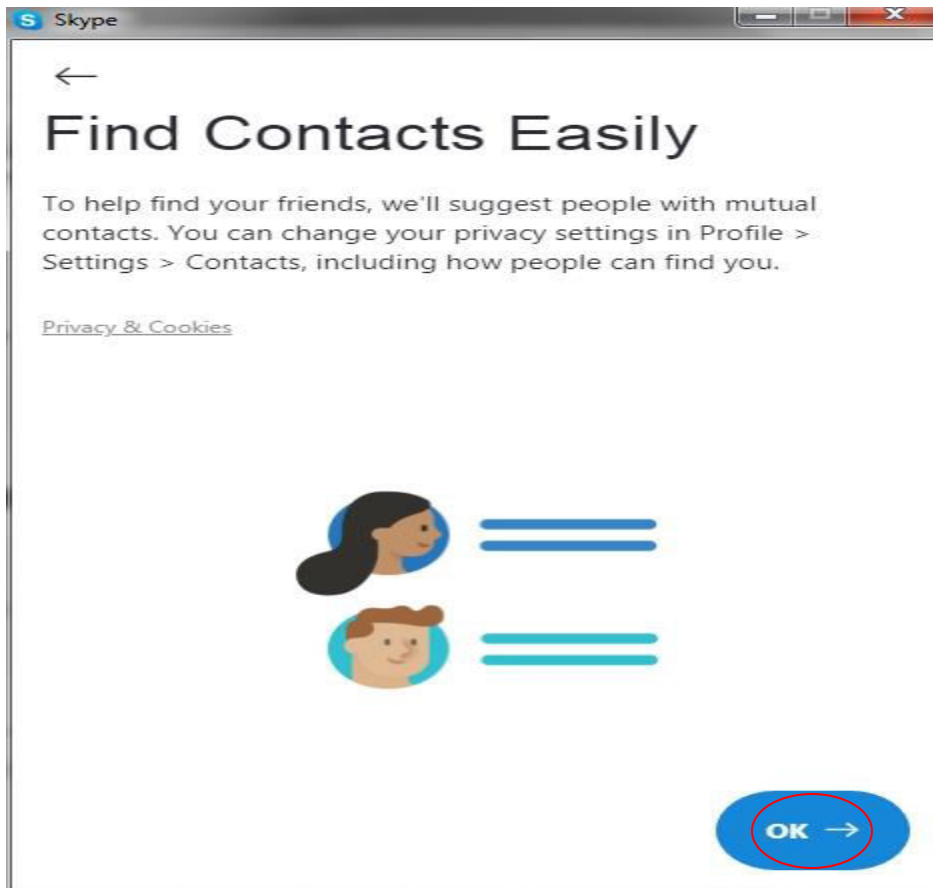 S Skype
Find Contacts Easily
To help find your friends, we'll suggest people with mutual
contacts. You can change your privacy settings in Profile >
Settings > Contacts, including how people can find you.
Privacy & Cookies
OK →